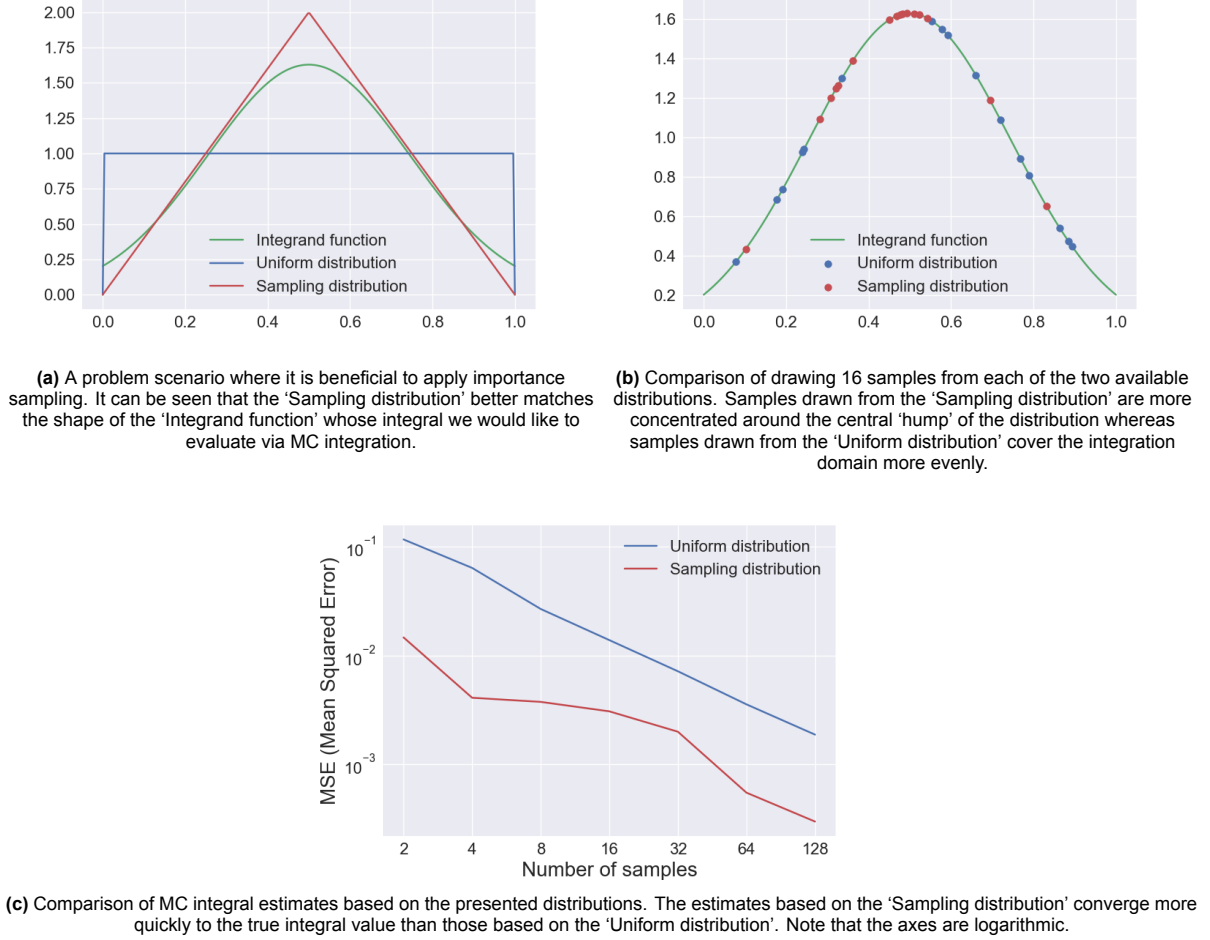 2.00
1.75
1.50
1.25
1.00
0.75
0.50
0.25
0.00
Integrand function
Uniform distribution
Sampling distribution
0.0 0.2 0.4 0.6 0.8 1.0
1.6
1.4
1.2
1.0
0.8
0.6
0.4
0.2
Integrand function
Uniform distribution
Sampling distribution
0.0 0.2 0.4 0.6 0.8 1.0
(a) A problem scenario where it is beneficial to apply importance
sampling. It can be seen that the ‘Sampling distribution’ better matches
the shape of the ‘Integrand function’ whose integral we would like to
evaluate via MC integration.
(b) Comparison of drawing 16 samples from each of the two available
distributions. Samples drawn from the ‘Sampling distribution’ are more
concentrated around the central ‘hump’ of the distribution whereas
samples drawn from the ‘Uniform distribution’ cover the integration
domain more evenly.
MSE (Mean Squared Error)
10⁻¹
10⁻²
10⁻³
Uniform distribution
Sampling distribution
2 4 8 16 32 64 128
Number of samples
(c) Comparison of MC integral estimates based on the presented distributions. The estimates based on the ‘Sampling distribution’ converge more
quickly to the true integral value than those based on the ‘Uniform distribution’. Note that the axes are logarithmic.